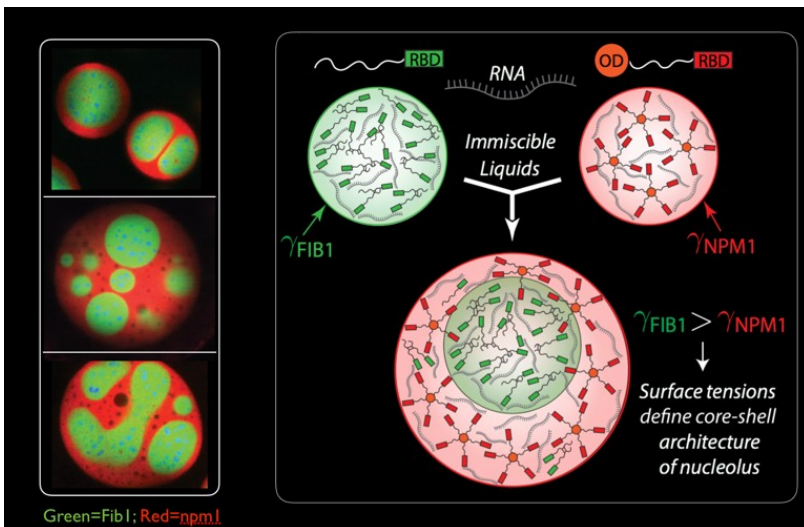 RBD
RNA
OD
RBD
Immiscible
Liquids
γFIB1
γNPM1
γFIB1 > γNPM1
Surface tensions
define core-shell
architecture
of nucleolus
Green=Fib1; Red=npm1